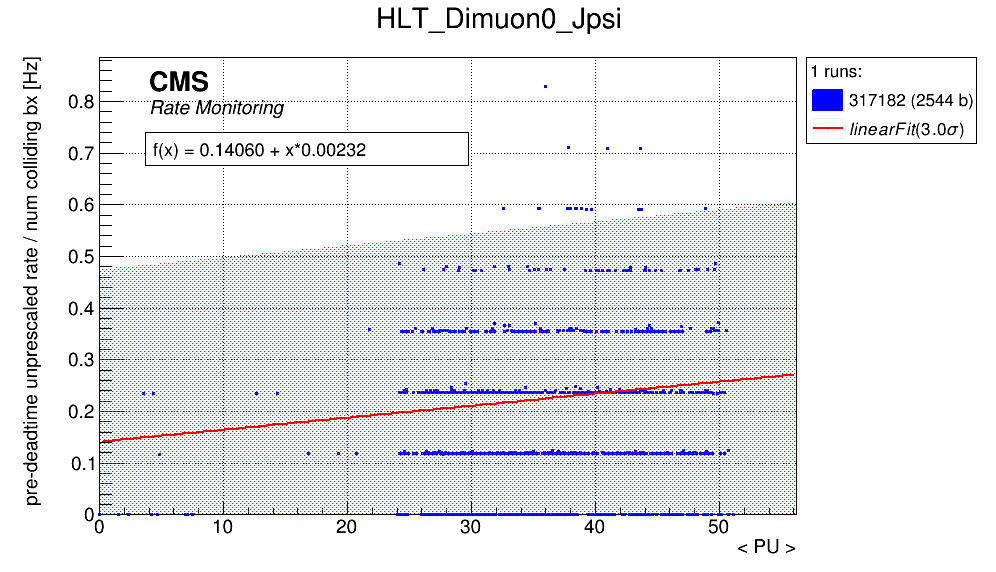 HLT_Dimuon0_Jpsi
pre-deadtime unprescaled rate / num colliding bx [Hz]
CMS
Rate Monitoring
f(x) = 0.14060 + x*0.00232
0.8
0.7
0.6
0.5
0.4
0.3
0.2
0.1
0
0 10 20 30 40 50
< PU >
1 runs:
317182 (2544 b)
linearFit(3.0σ)